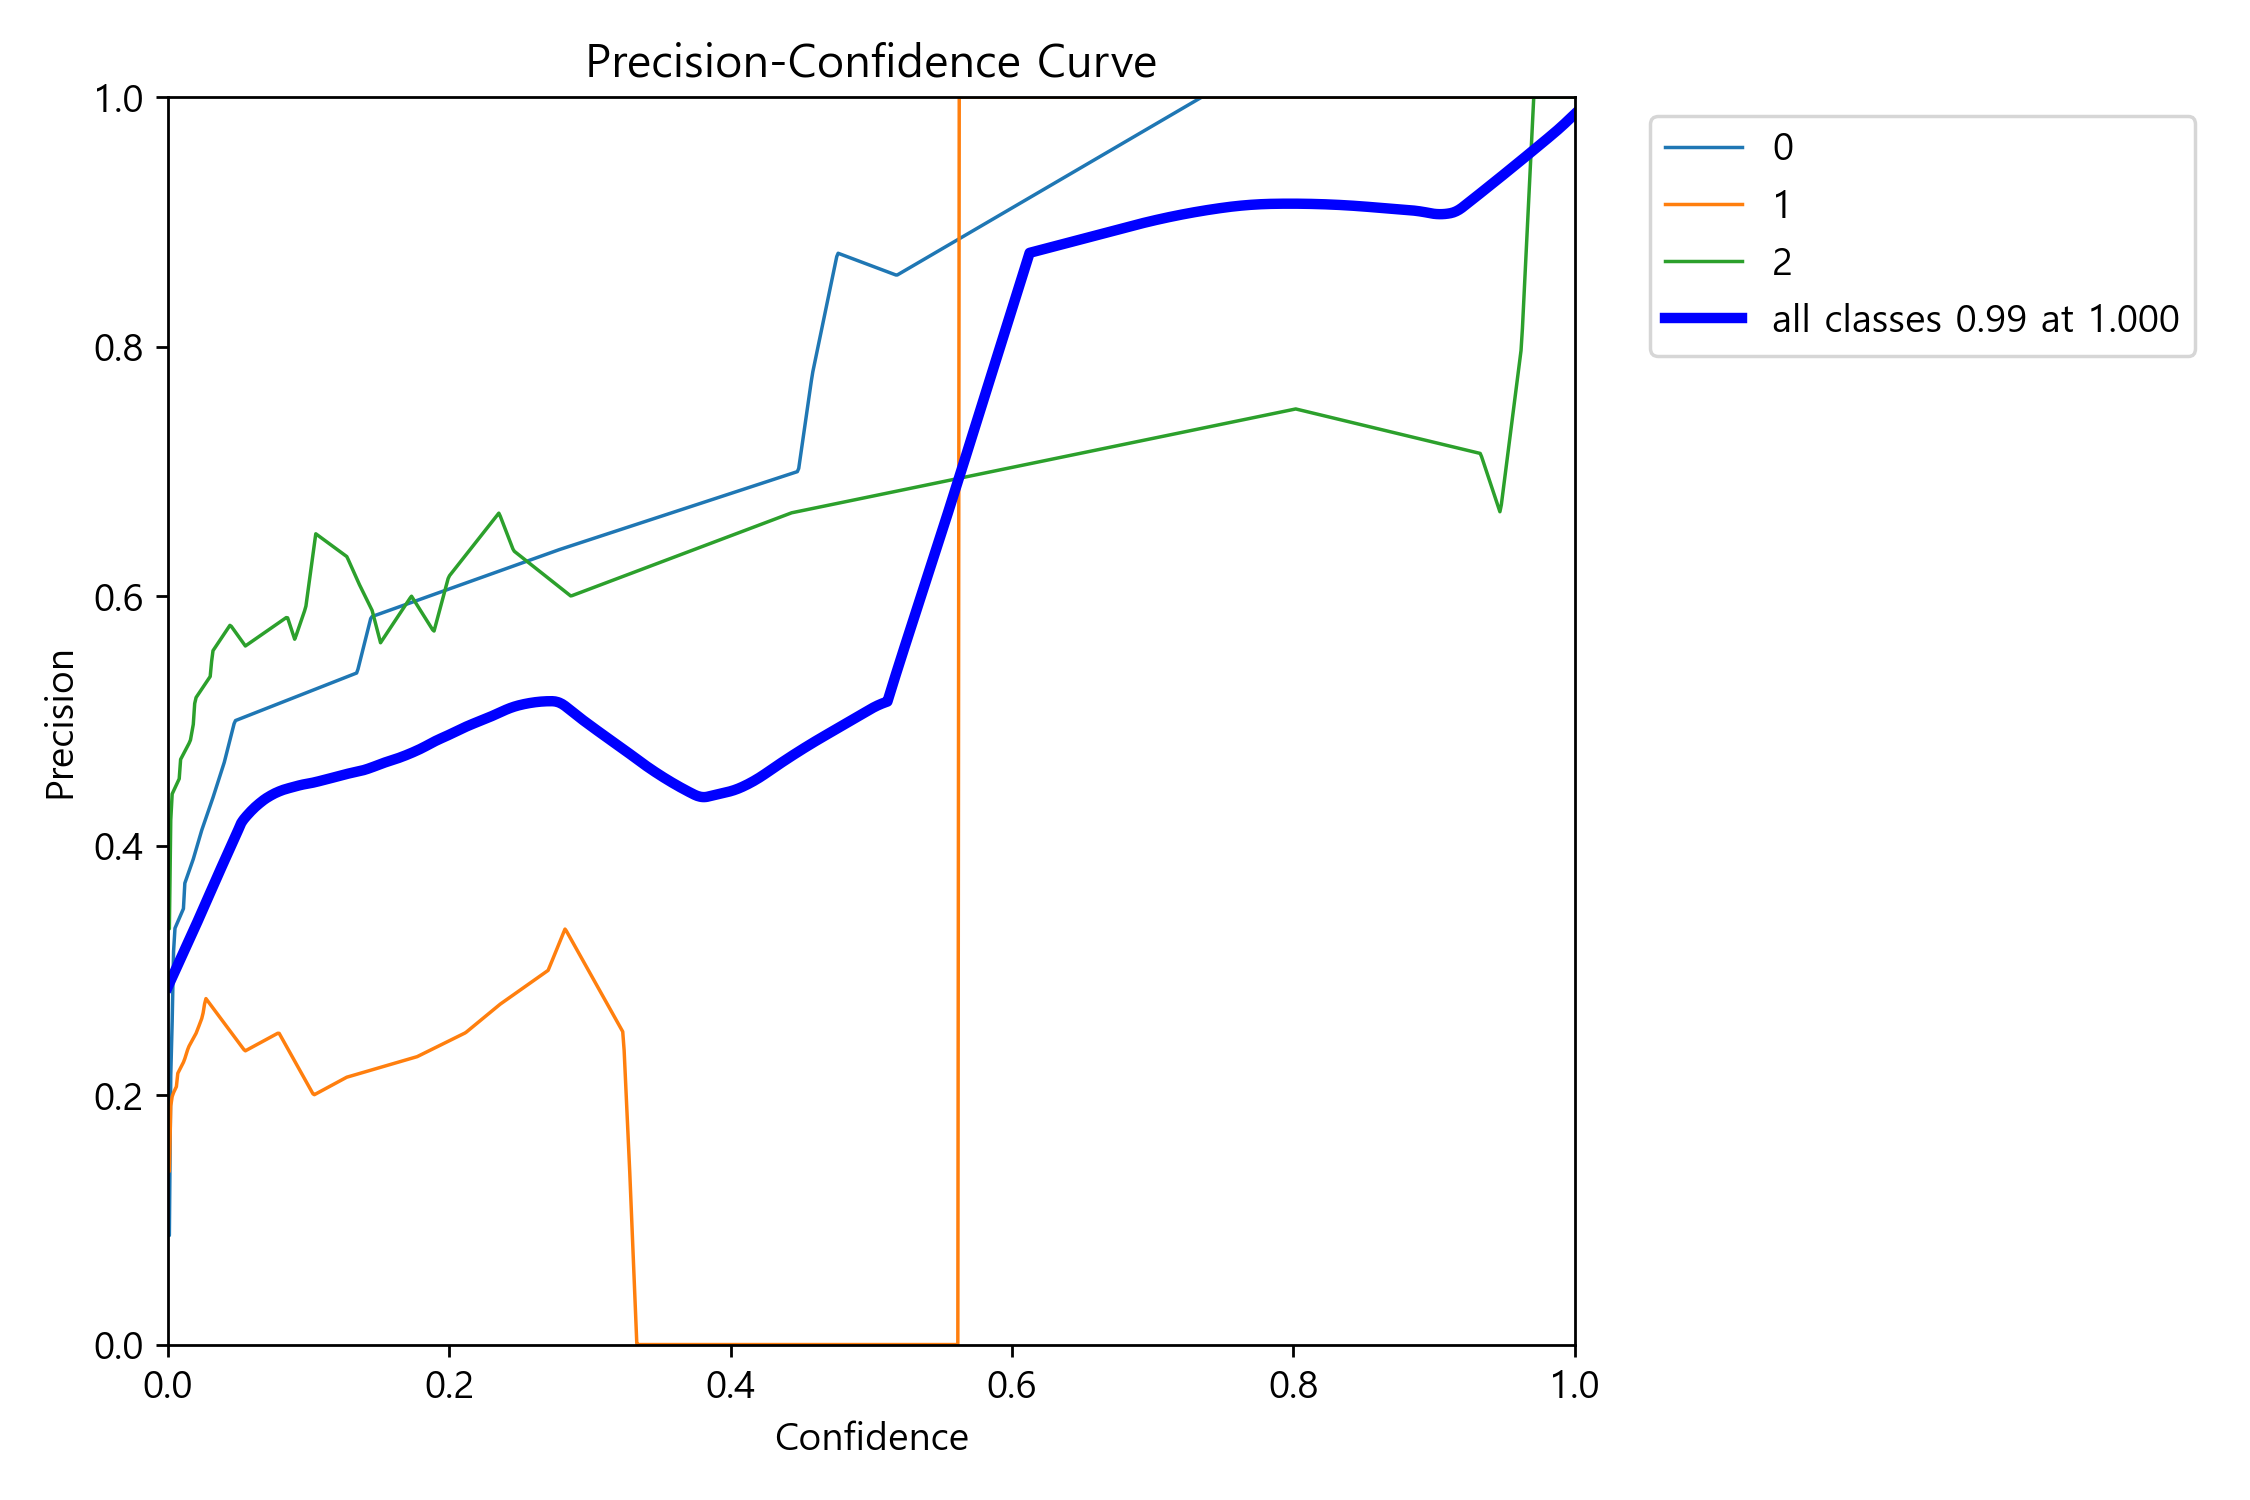 Precision-Confidence Curve
1.0
0.8
0.6
0.4
0.2
0.0
Precision
0.0 0.2 0.4 0.6 0.8 1.0
Confidence
0
1
2
all classes 0.99 at 1.000